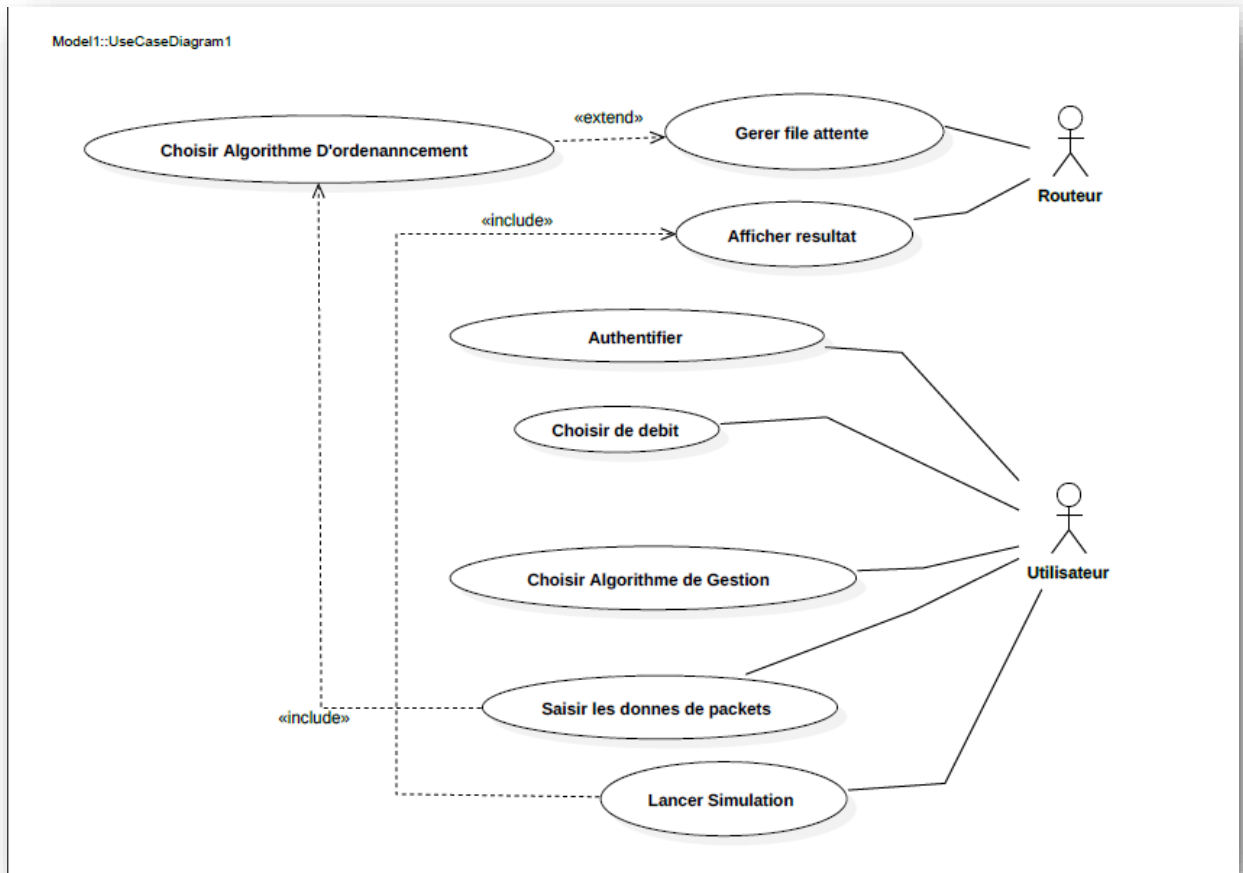 Model1::UseCaseDiagram1
«extend»
Gerer file attente
Choisir Algorithme D'ordenanncement
Routeur
«include»
Afficher resultat
Authentifier
Choisir de debit
Utilisateur
Choisir Algorithme de Gestion
Saisir les donnes de packets
«include»
Lancer Simulation